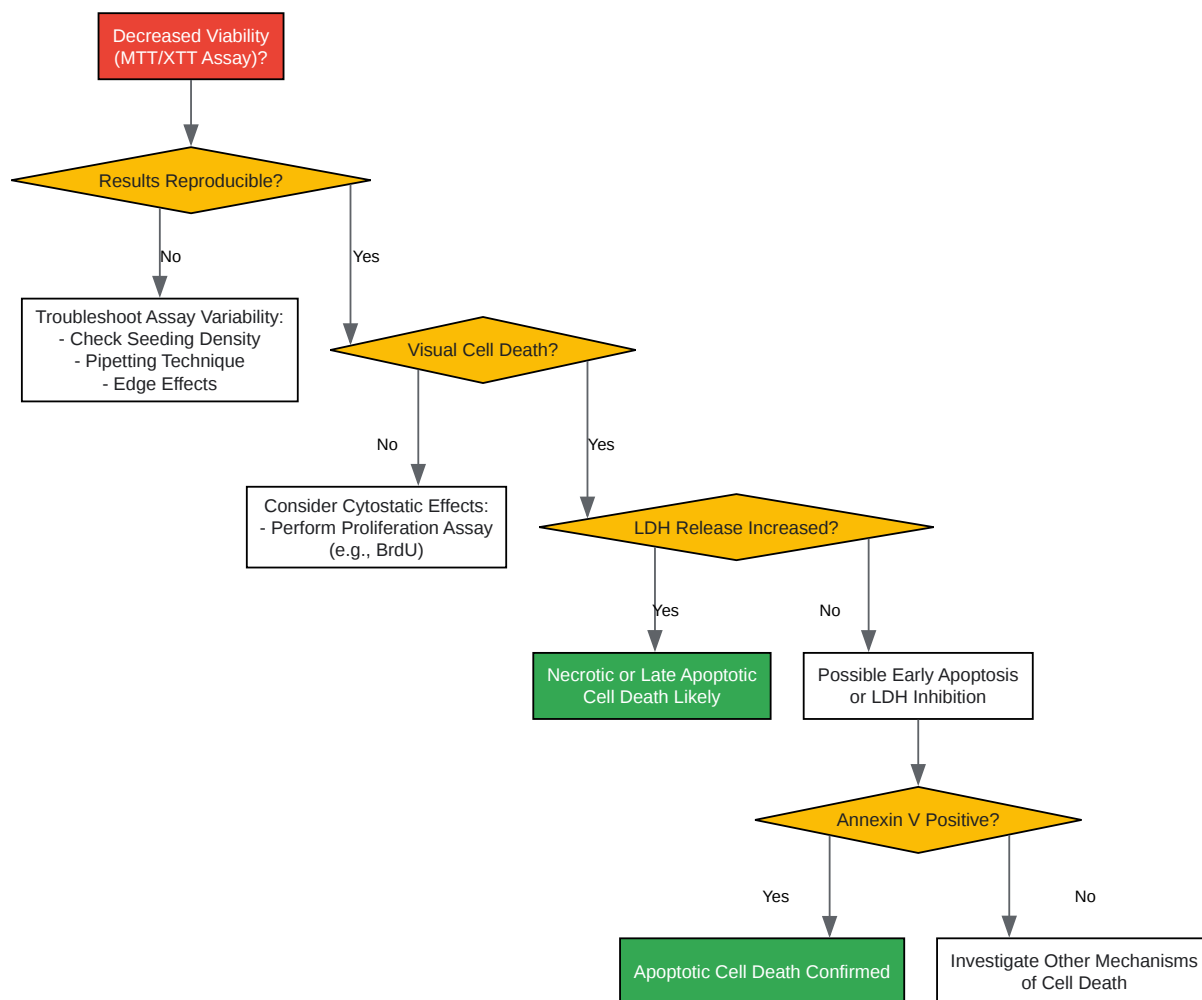 Decreased Viability
(MTT/XTT Assay)?
Results Reproducible?
No
Yes
Troubleshoot Assay Variability:
- Check Seeding Density
- Pipetting Technique
- Edge Effects
Visual Cell Death?
No
Yes
Consider Cytostatic Effects:
- Perform Proliferation Assay
(e.g., BrdU)
LDH Release Increased?
Yes
No
Necrotic or Late Apoptotic
Cell Death Likely
Possible Early Apoptosis
or LDH Inhibition
Annexin V Positive?
Yes
No
Apoptotic Cell Death Confirmed
Investigate Other Mechanisms
of Cell Death